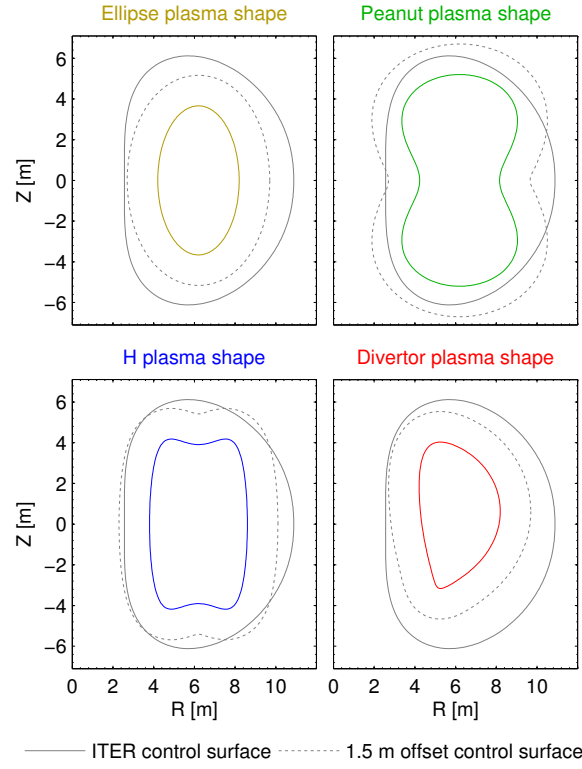 Ellipse plasma shape
Peanut plasma shape
6
4
2
0
−2
−4
−6
Z [m]
H plasma shape
Divertor plasma shape
6
4
2
0
−2
−4
−6
Z [m]
0 2 4 6 8 10
0 2 4 6 8 10
R [m]
R [m]
ITER control surface
1.5 m offset control surface